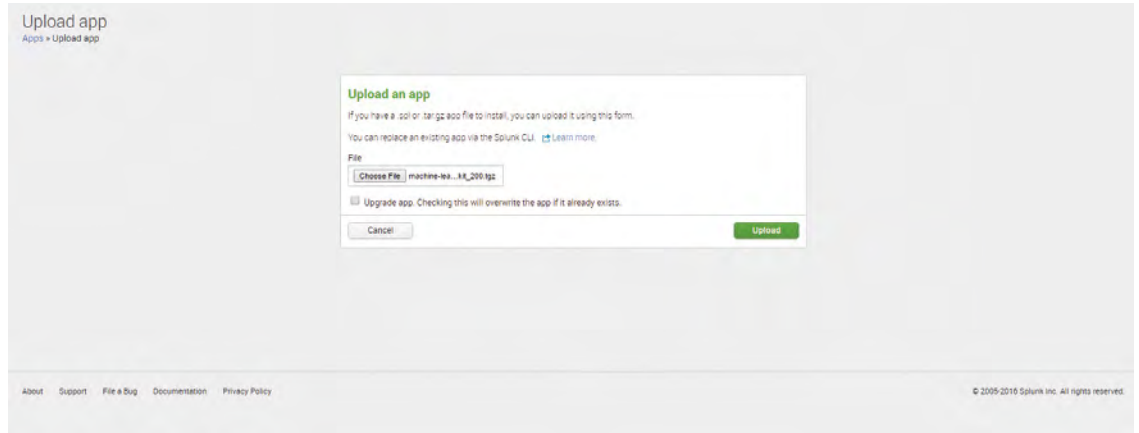 Upload app
Apps » Upload app
Upload an app
If you have a .spl or .tar.gz app file to install, you can upload it using this form.
You can replace an existing app via the Splunk CLI. Learn more.
File
Choose File machine-lea...kit_200.tgz
Upgrade app. Checking this will overwrite the app if it already exists.
Cancel Upload
About Support File a Bug Documentation Privacy Policy © 2005-2016 Splunk Inc. All rights reserved.